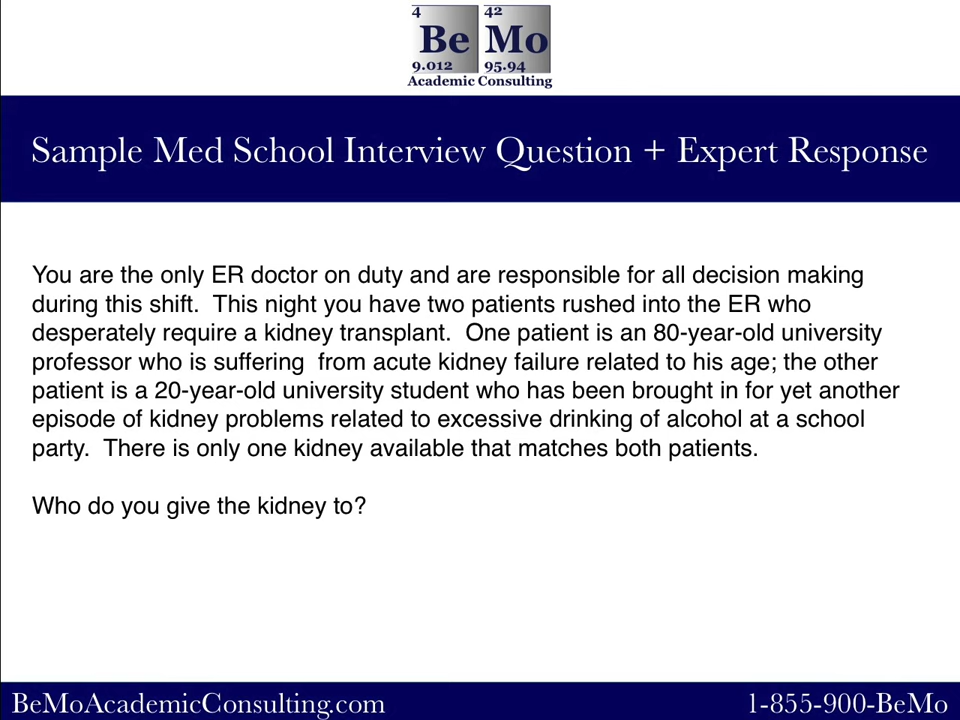 4 42
Be Mo
9.012 95.94
Academic Consulting
Sample Med School Interview Question + Expert Response
You are the only ER doctor on duty and are responsible for all decision making
during this shift.  This night you have two patients rushed into the ER who
desperately require a kidney transplant.  One patient is an 80-year-old university
professor who is suffering  from acute kidney failure related to his age; the other
patient is a 20-year-old university student who has been brought in for yet another
episode of kidney problems related to excessive drinking of alcohol at a school
party.  There is only one kidney available that matches both patients.
Who do you give the kidney to?
BeMoAcademicConsulting.com 1-855-900-BeMo